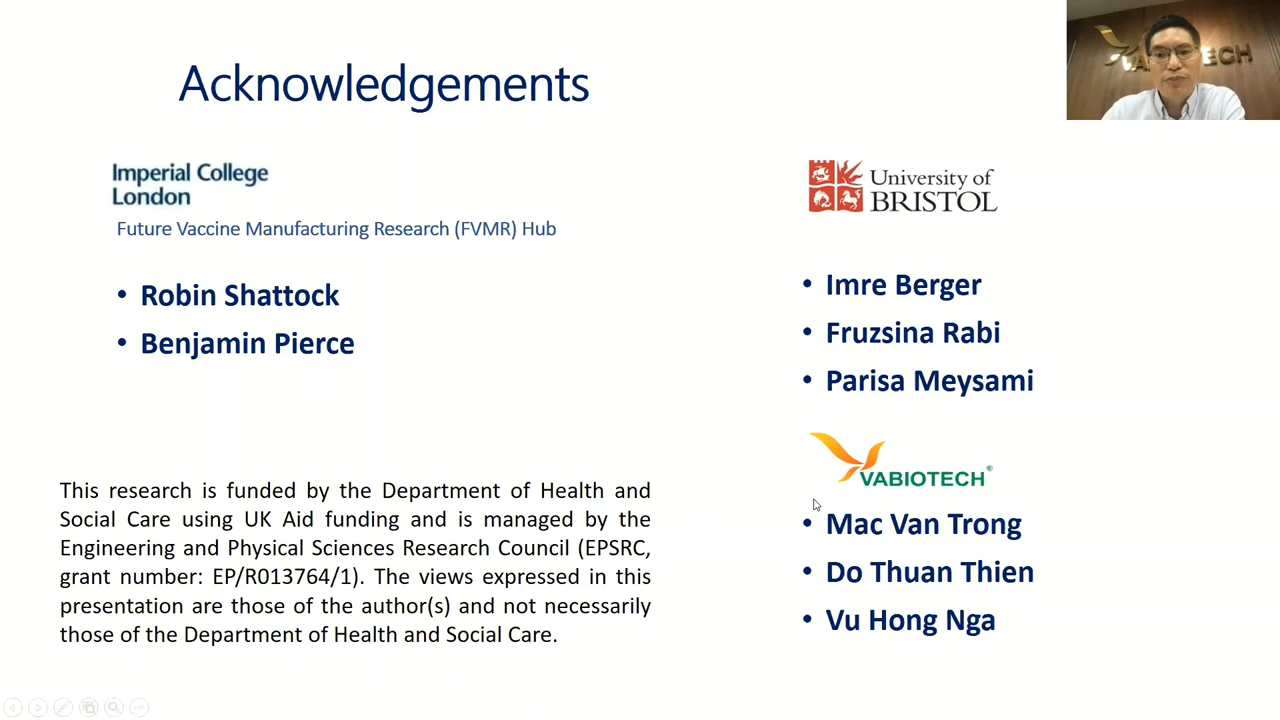 Acknowledgements
VABIOTECH
Imperial College
London
Future Vaccine Manufacturing Research (FVMR) Hub
• Robin Shattock
• Benjamin Pierce
University of
BRISTOL
• Imre Berger
• Fruzsina Rabi
• Parisa Meysami
VABIOTECH®
• Mac Van Trong
• Do Thuan Thien
• Vu Hong Nga
This research is funded by the Department of Health and
Social Care using UK Aid funding and is managed by the
Engineering and Physical Sciences Research Council (EPSRC,
grant number: EP/R013764/1). The views expressed in this
presentation are those of the author(s) and not necessarily
those of the Department of Health and Social Care.